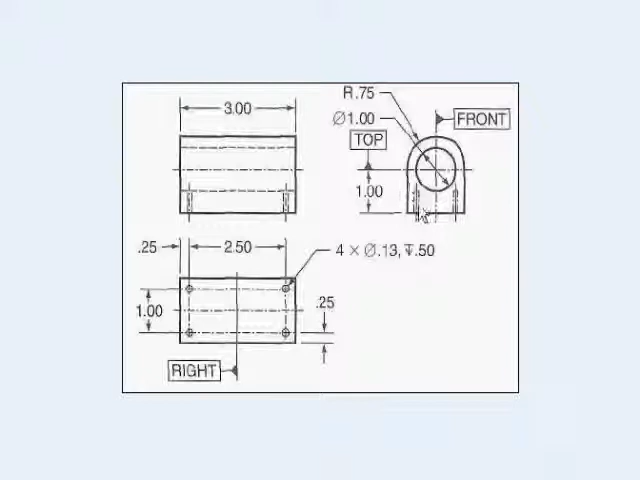 R.75
3.00
Ø1.00
FRONT
TOP
1.00
.25
2.50
4 × Ø.13, ↧.50
1.00
.25
RIGHT